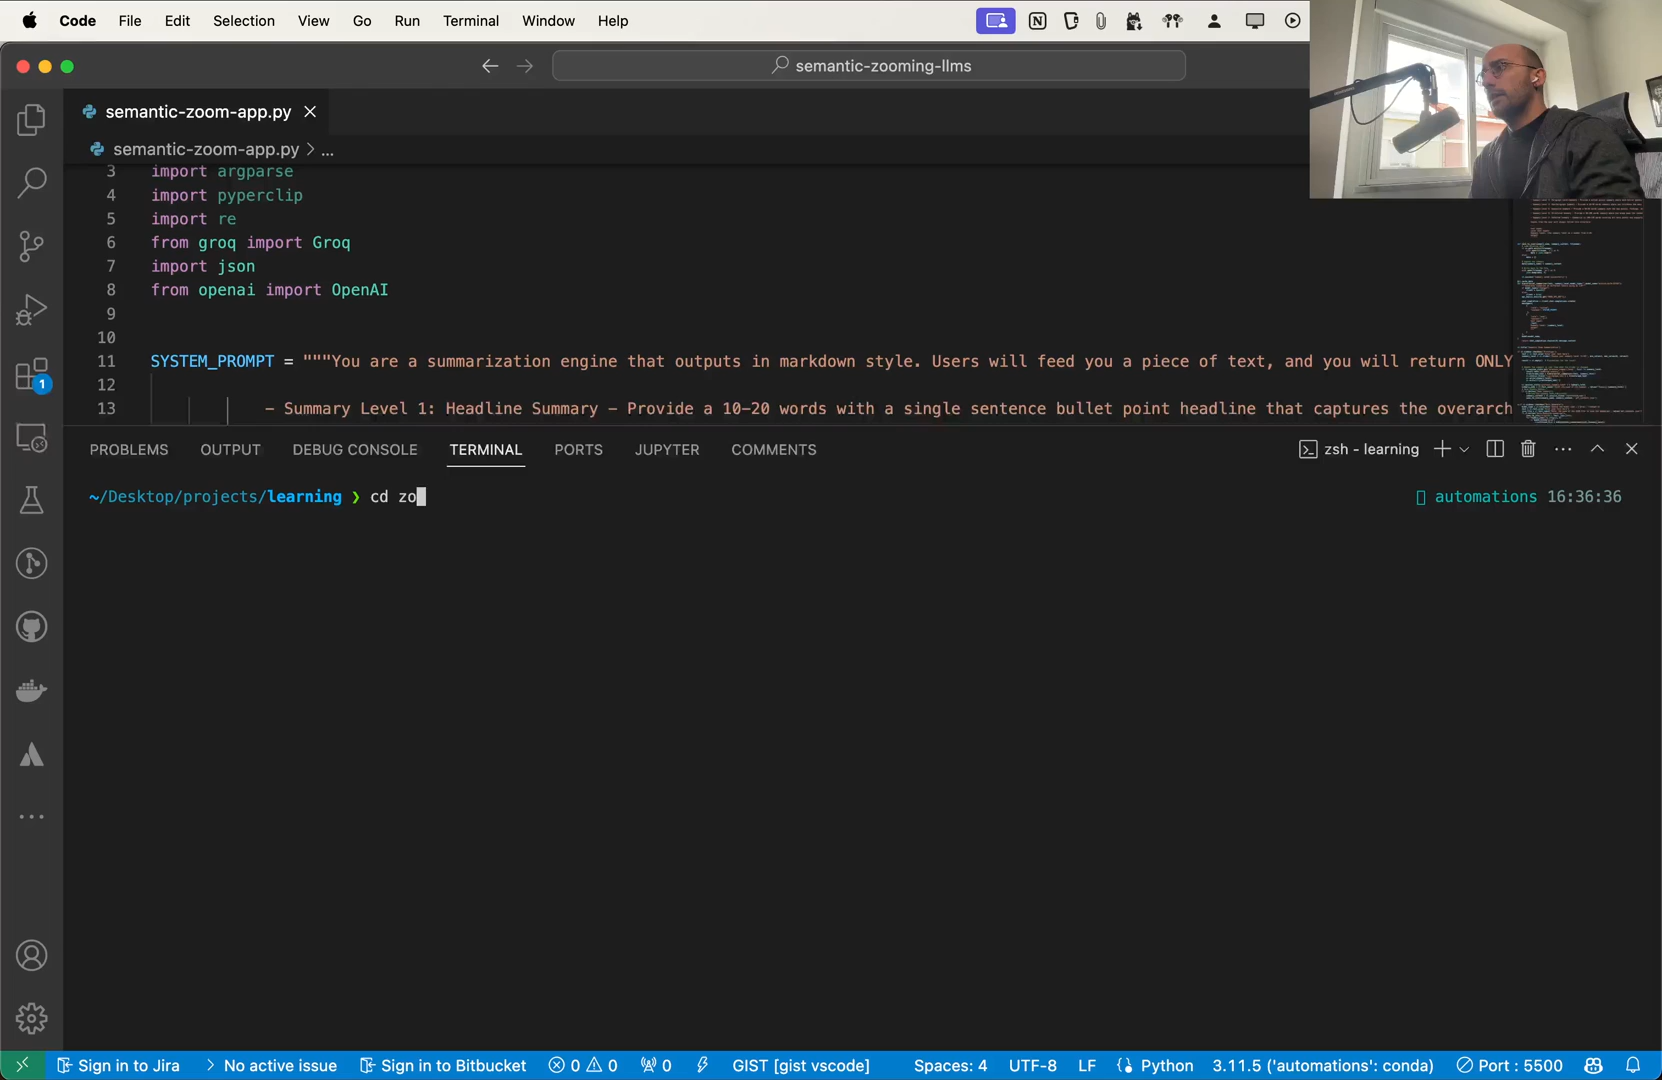 Code File Edit Selection View Go Run Terminal Window Help
semantic-zooming-llms
semantic-zoom-app.py
semantic-zoom-app.py > ...
3 import argparse
4 import pyperclip
5 import re
6 from groq import Groq
7 import json
8 from openai import OpenAI
9
10
11 SYSTEM_PROMPT = """You are a summarization engine that outputs in markdown style. Users will feed you a piece of text, and you will return ONLY
12
13 - Summary Level 1: Headline Summary - Provide a 10-20 words with a single sentence bullet point headline that captures the overarch
PROBLEMS OUTPUT DEBUG CONSOLE TERMINAL PORTS JUPYTER COMMENTS zsh - learning
~/Desktop/projects/learning ❯ cd zo automations 16:36:36
1
Sign in to Jira No active issue Sign in to Bitbucket 0 0 0 GIST [gist vscode] Spaces: 4 UTF-8 LF Python 3.11.5 ('automations': conda) Port : 5500